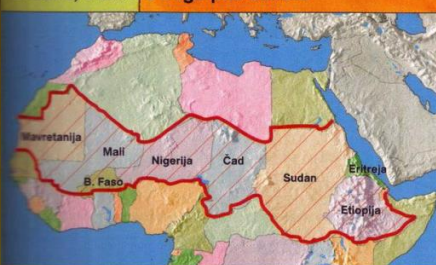 Mavretanija
Mali
Nigerija
Čad
B. Faso
Sudan
Eritreja
Etiopija